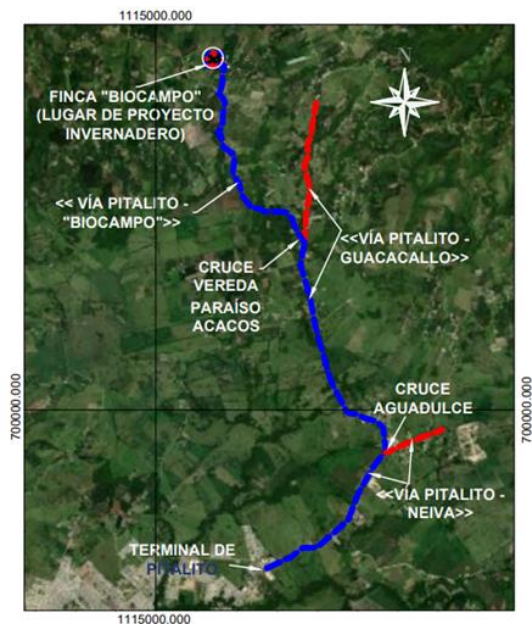 1115000.000
N
FINCA "BIOCAMPO"
(LUGAR DE PROYECTO
INVERNADERO)
<< VÍA PITALITO -
"BIOCAMPO">>
<<VÍA PITALITO -
GUACACALLO>>
CRUCE
VEREDA
PARAÍSO
ACACOS
CRUCE
AGUADULCE
700000.000
700000.000
<<VÍA PITALITO -
NEIVA>>
TERMINAL DE
PITALITO
1115000.000